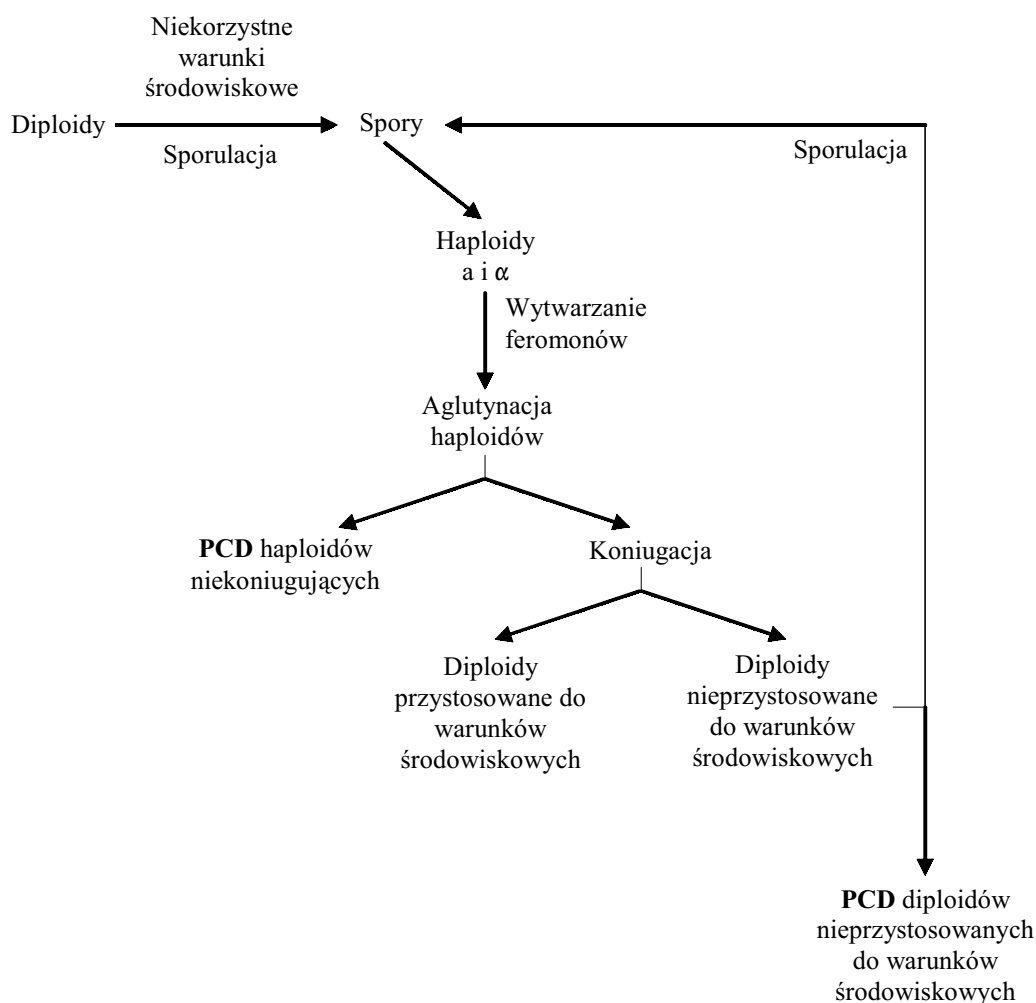 Niekorzystne
warunki
środowiskowe
Diploidy
Spory
Sporulacja
Sporulacja
Haploidy
a i α
Wytwarzanie
feromonów
Aglutynacja
haploidów
PCD haploidów
niekoniugujących
Koniugacja
Diploidy
przystosowane do
warunków
środowiskowych
Diploidy
nieprzystosowane
do warunków
środowiskowych
PCD diploidów
nieprzystosowanych
do warunków
środowiskowych